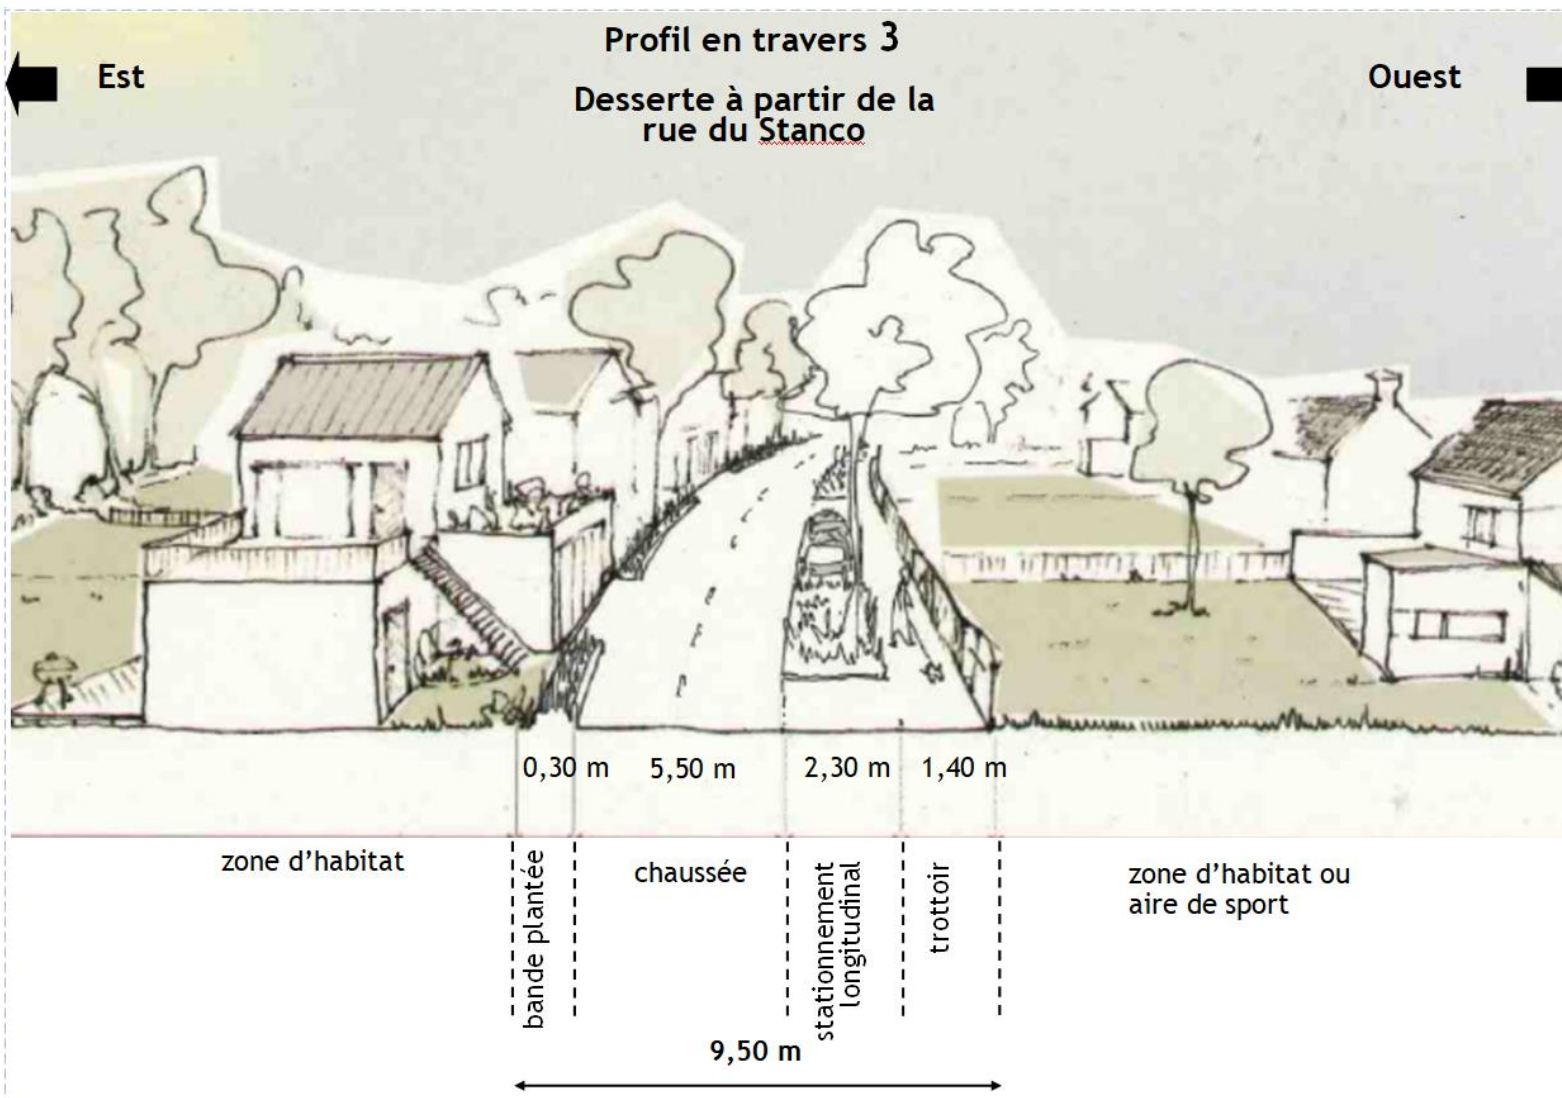 Profil en travers 3
Est
Ouest
Desserte à partir de la
rue du Stanco
0,30 m
5,50 m
2,30 m
1,40 m
zone d'habitat
bande plantée
chaussée
stationnement
longitudinal
trottoir
zone d'habitat ou
aire de sport
9,50 m